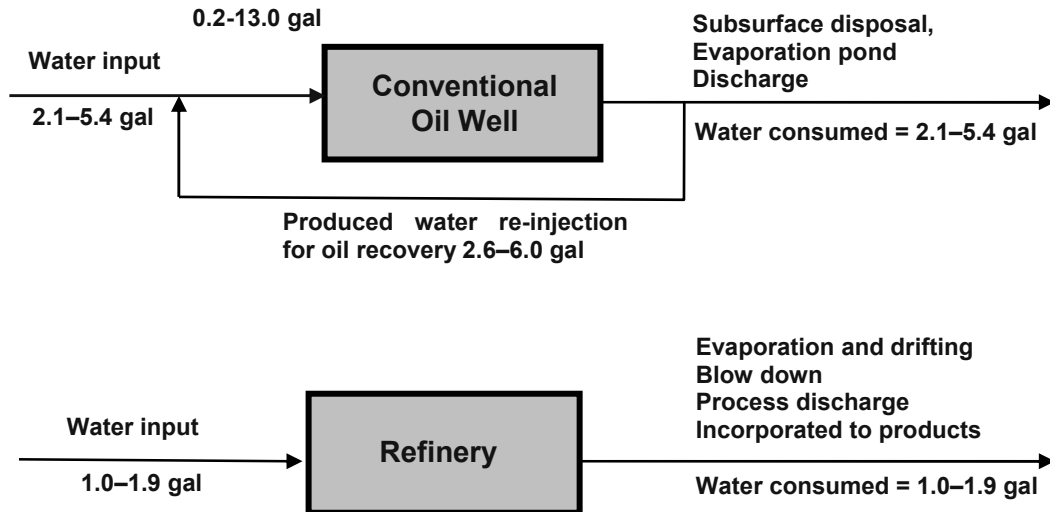 0.2-13.0 gal
Water input
2.1–5.4 gal
Conventional
Oil Well
Subsurface disposal,
Evaporation pond
Discharge
Water consumed = 2.1–5.4 gal
Produced water re-injection
for oil recovery 2.6–6.0 gal
Water input
1.0–1.9 gal
Refinery
Evaporation and drifting
Blow down
Process discharge
Incorporated to products
Water consumed = 1.0–1.9 gal